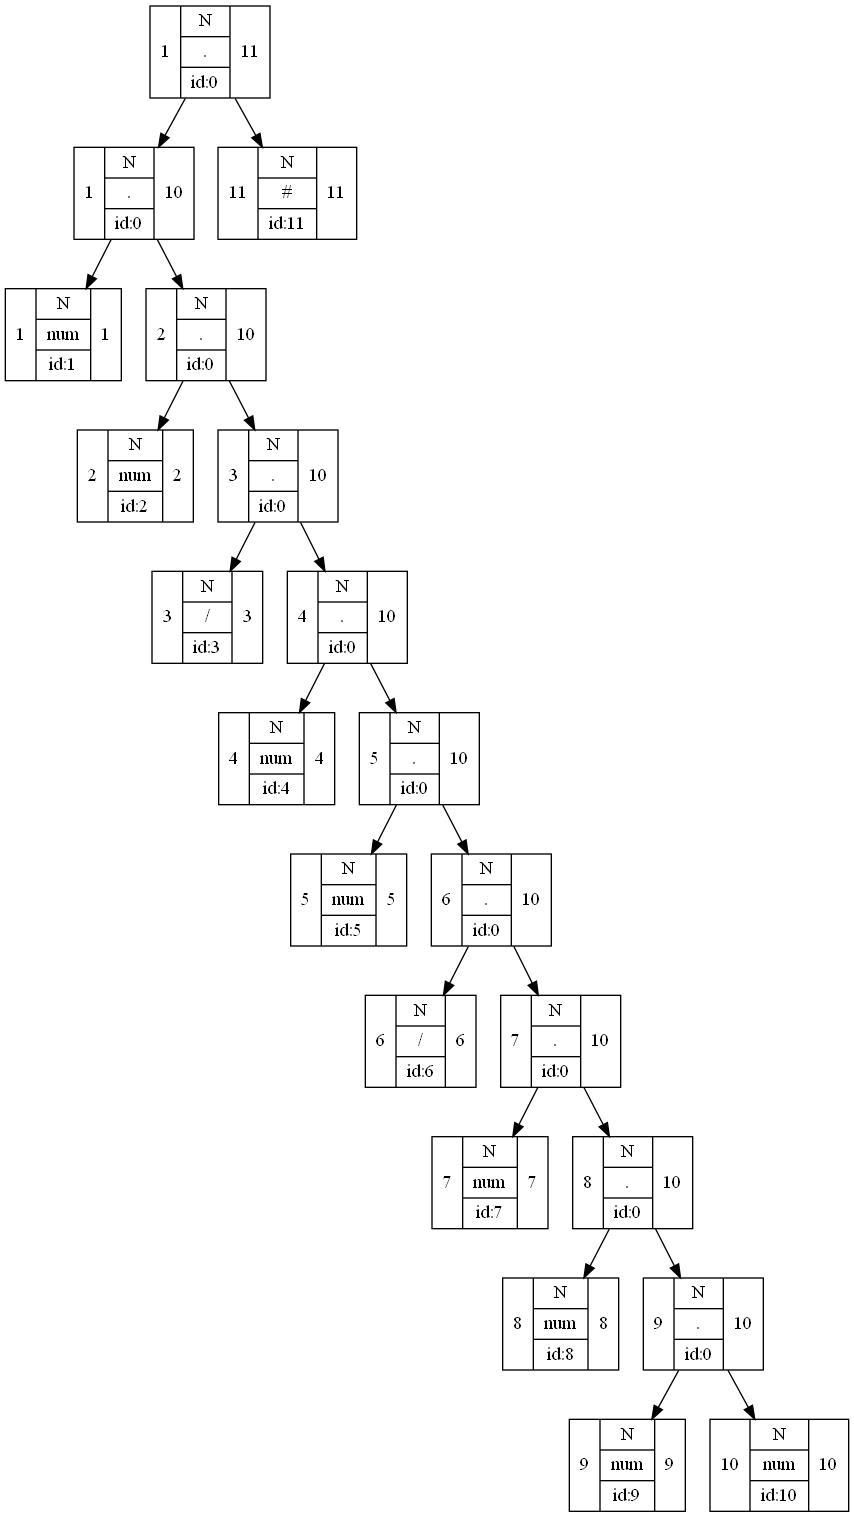 N
1 . 11
id:0
N N
1 . 10 11 # 11
id:0 id:11
N N
1 num 1 2 . 10
id:1 id:0
N N
2 num 2 3 . 10
id:2 id:0
N N
3 / 3 4 . 10
id:3 id:0
N N
4 num 4 5 . 10
id:4 id:0
N N
5 num 5 6 . 10
id:5 id:0
N N
6 / 6 7 . 10
id:6 id:0
N N
7 num 7 8 . 10
id:7 id:0
N N
8 num 8 9 . 10
id:8 id:0
N N
9 num 9 10 num 10
id:9 id:10